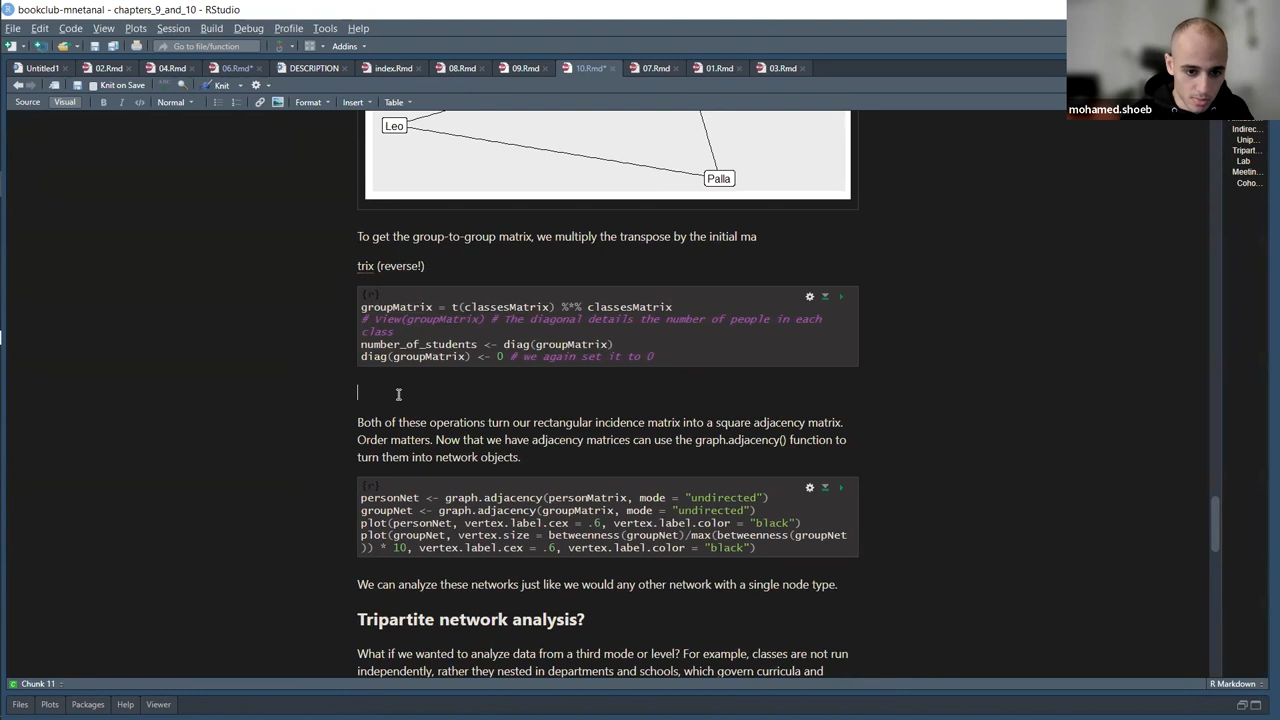 bookclub-mnetanal - chapters_9_and_10 - RStudio
File Edit Code View Plots Session Build Debug Profile Tools Help
Go to file/function Addins
Untitled1 02.Rmd 04.Rmd 06.Rmd* DESCRIPTION index.Rmd 08.Rmd 09.Rmd 10.Rmd* 07.Rmd 01.Rmd 03.Rmd
Knit on Save Knit
Source Visual B I </> Normal Format Insert Table
mohamed.shoeb
Leo
Palla
Indirec...
Unip...
Tripart...
Lab
Meetin...
Coho...
To get the group-to-group matrix, we multiply the transpose by the initial ma
trix (reverse!)
{r}
groupMatrix = t(classesMatrix) %*% classesMatrix
# View(groupMatrix) # The diagonal details the number of people in each
class
number_of_students <- diag(groupMatrix)
diag(groupMatrix) <- 0 # we again set it to 0
Both of these operations turn our rectangular incidence matrix into a square adjacency matrix.
Order matters. Now that we have adjacency matrices can use the graph.adjacency() function to
turn them into network objects.
{r}
personNet <- graph.adjacency(personMatrix, mode = "undirected")
groupNet <- graph.adjacency(groupMatrix, mode = "undirected")
plot(personNet, vertex.label.cex = .6, vertex.label.color = "black")
plot(groupNet, vertex.size = betweenness(groupNet)/max(betweenness(groupNet
)) * 10, vertex.label.cex = .6, vertex.label.color = "black")
We can analyze these networks just like we would any other network with a single node type.
Tripartite network analysis?
What if we wanted to analyze data from a third mode or level? For example, classes are not run
independently, rather they nested in departments and schools, which govern curricula and
Chunk 11 R Markdown
Files Plots Packages Help Viewer